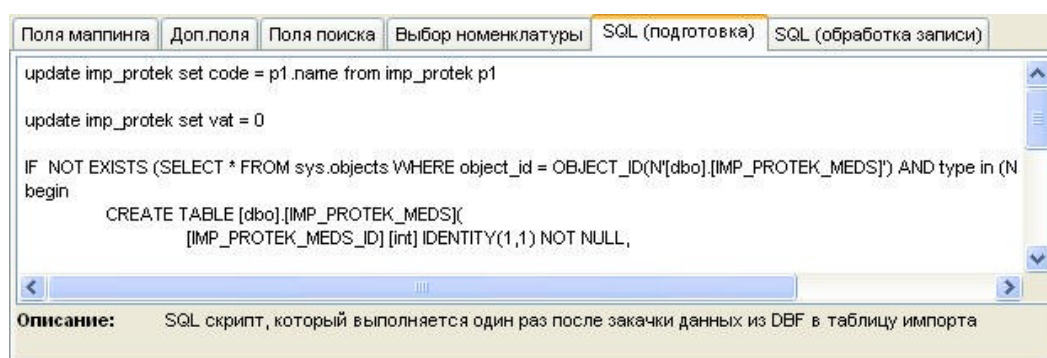 Поля маппинга Доп.поля Поля поиска Выбор номенклатуры SQL (подготовка) SQL (обработка записи)
update imp_protek set code = p1.name from imp_protek p1
update imp_protek set vat = 0
IF NOT EXISTS (SELECT * FROM sys.objects WHERE object_id = OBJECT_ID(N'[dbo].[IMP_PROTEK_MEDS]') AND type in (N
begin
CREATE TABLE [dbo].[IMP_PROTEK_MEDS](
[IMP_PROTEK_MEDS_ID] [int] IDENTITY(1,1) NOT NULL,
Описание: SQL скрипт, который выполняется один раз после закачки данных из DBF в таблицу импорта